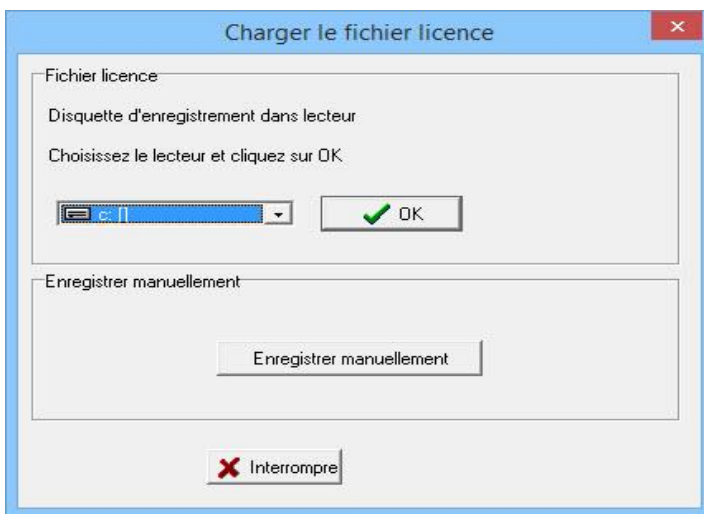 Charger le fichier licence
Fichier licence
Disquette d'enregistrement dans lecteur
Choisissez le lecteur et cliquez sur OK
c: []
OK
Enregistrer manuellement
Enregistrer manuellement
Interrompre